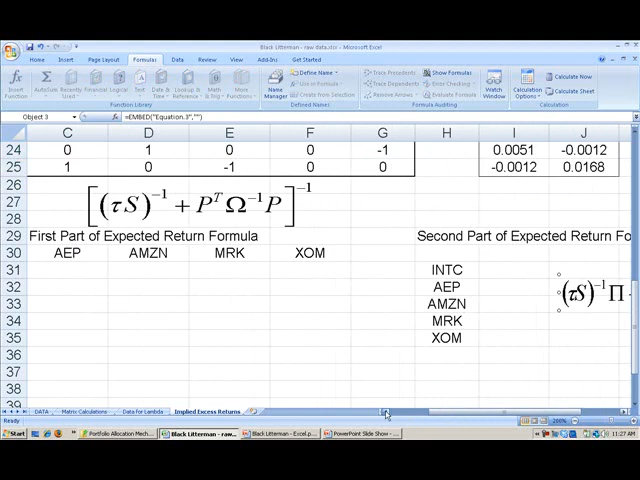 Black Litterman - raw data.xlsx - Microsoft Excel
Home Insert Page Layout Formulas Data Review View Add-Ins Get Started
Insert Function AutoSum Recently Used Financial Logical Text Date & Time Lookup & Reference Math & Trig More Functions
Name Manager Define Name Use in Formula Create from Selection
Trace Precedents Trace Dependents Remove Arrows Show Formulas Error Checking Evaluate Formula
Watch Window Calculation Options Calculate Now Calculate Sheet
Function Library Defined Names Formula Auditing Calculation
Object 3 =EMBED("Equation.3","")
C D E F G H I J
24 0 1 0 0 -1 0.0051 -0.0012
25 1 0 -1 0 0 -0.0012 0.0168
26
27 [(τS)⁻¹ + PᵀΩ⁻¹P]⁻¹
28
29 First Part of Expected Return Formula Second Part of Expected Return Fo
30 AEP AMZN MRK XOM
31 INTC
32 AEP (τS)⁻¹Π
33 AMZN
34 MRK
35 XOM
36
37
38
39
DATA Matrix Calculations Data for Lambda Implied Excess Returns
Ready 200%
Start Portfolio Allocation Mech... Black Litterman - raw... Black Litterman - Excel.p... PowerPoint Slide Show -... 11:27 AM